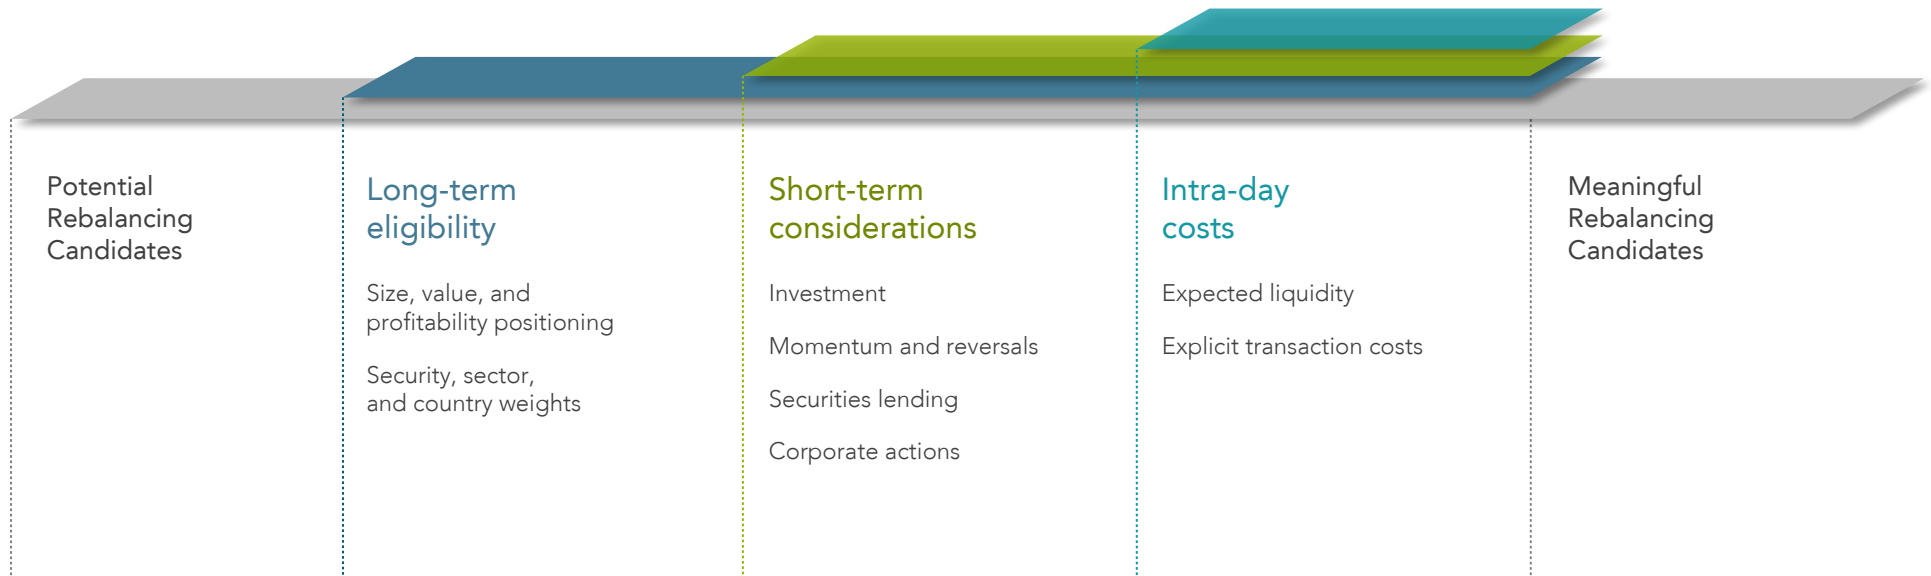 Potential
Rebalancing
Candidates
Long-term
eligibility
Size, value, and
profitability positioning
Security, sector,
and country weights
Short-term
considerations
Investment
Momentum and reversals
Securities lending
Corporate actions
Intra-day
costs
Expected liquidity
Explicit transaction costs
Meaningful
Rebalancing
Candidates